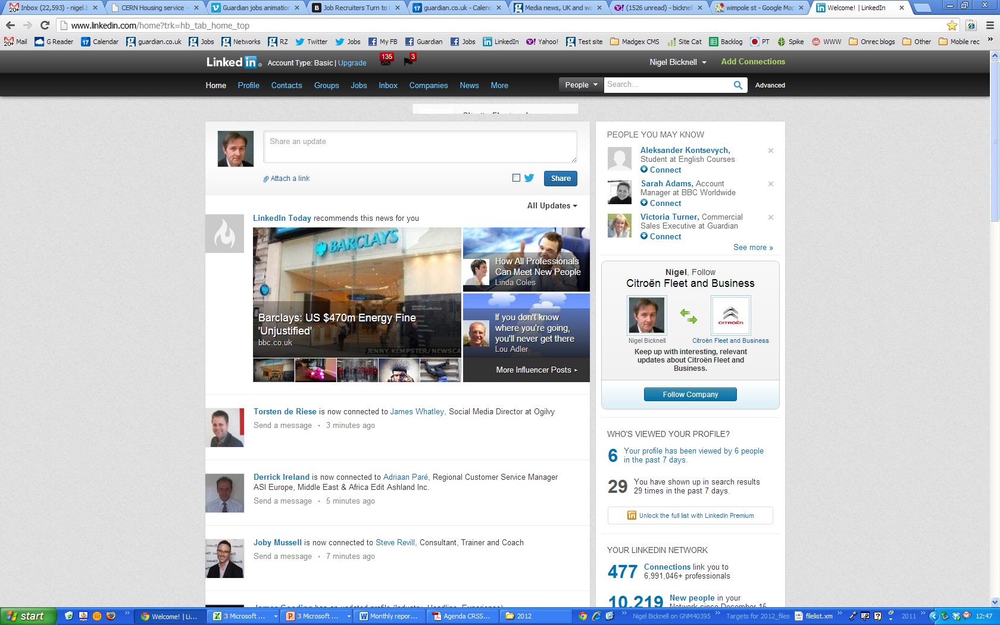 Inbox (22,593) - nigel.b
CERN Housing service -
Guardian jobs animation
Job Recruiters Turn to
guardian.co.uk - Calend
Media news, UK and wo
(1526 unread) - bicknell
wimpole st - Google Map
Welcome! | LinkedIn
www.linkedin.com/home?trk=hb_tab_home_top
Mail G Reader Calendar guardian.co.uk Jobs Networks RZ Twitter Jobs My FB Guardian Jobs LinkedIn Yahoo! Test site Madgex CMS Site Cat Backlog PT Spike WWW Onrec blogs Other Mobile rec
LinkedIn Account Type: Basic | Upgrade 135 3 Nigel Bicknell Add Connections
Home Profile Contacts Groups Jobs Inbox Companies News More People Search... Advanced
Share an update
Attach a link Share
All Updates
LinkedIn Today recommends this news for you
BARCLAYS
Barclays: US $470m Energy Fine
'Unjustified'
bbc.co.uk
JENNY KEMPSTER/NEWSCA
How All Professionals
Can Meet New People
Linda Coles
If you don't know
where you're going,
you'll never get there
Lou Adler
More Influencer Posts
Torsten de Riese is now connected to James Whatley, Social Media Director at Ogilvy
Send a message • 3 minutes ago
Derrick Ireland is now connected to Adriaan Paré, Regional Customer Service Manager
ASI Europe, Middle East & Africa Edit Ashland Inc.
Send a message • 5 minutes ago
Joby Mussell is now connected to Steve Revill, Consultant, Trainer and Coach
Send a message • 7 minutes ago
James Gooding has an updated profile (Industry, Headline, Experience)
PEOPLE YOU MAY KNOW
Aleksander Kontsevych,
Student at English Courses
Connect
Sarah Adams, Account
Manager at BBC Worldwide
Connect
Victoria Turner, Commercial
Sales Executive at Guardian
Connect
See more »
Nigel, Follow
Citroën Fleet and Business
CITROËN
Nigel Bicknell Citroën Fleet and Business
Keep up with interesting, relevant
updates about Citroën Fleet and
Business.
Follow Company
WHO'S VIEWED YOUR PROFILE?
6 Your profile has been viewed by 6 people
in the past 7 days.
29 You have shown up in search results
29 times in the past 7 days.
Unlock the full list with LinkedIn Premium
YOUR LINKEDIN NETWORK
477 Connections link you to
6,991,046+ professionals
10,219 New people in your
Network since December 15
start Welcome! | Li... 3 Microsoft ... 3 Microsoft ... Monthly repor... Agenda CRSS... 2012 Nigel Bicknell on GNM40395 Targets for 2012_files filelist.xm 2011 12:47